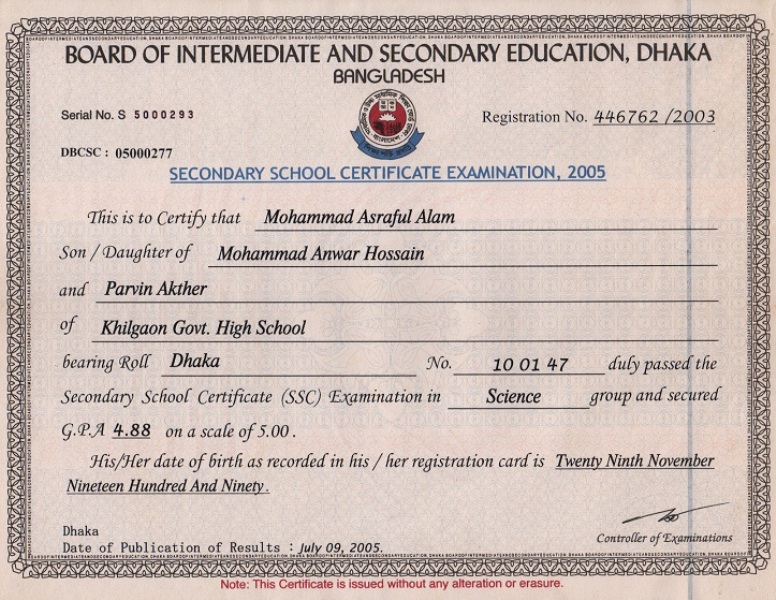 BOARD OF INTERMEDIATE AND SECONDARY EDUCATION, DHAKA
BANGLADESH
Serial No. S 5000293
Registration No. 446762 /2003
DBCSC : 05000277
SECONDARY SCHOOL CERTIFICATE EXAMINATION, 2005
This is to Certify that Mohammad Asraful Alam
Son / Daughter of Mohammad Anwar Hossain
and Parvin Akther
of Khilgaon Govt. High School
bearing Roll Dhaka No. 10 01 47 duly passed the
Secondary School Certificate (SSC) Examination in Science group and secured
G.P.A 4.88 on a scale of 5.00 .
His/Her date of birth as recorded in his / her registration card is Twenty Ninth November
Nineteen Hundred And Ninety.
Dhaka
Controller of Examinations
Date of Publication of Results : July 09, 2005.
Note: This Certificate is issued without any alteration or erasure.